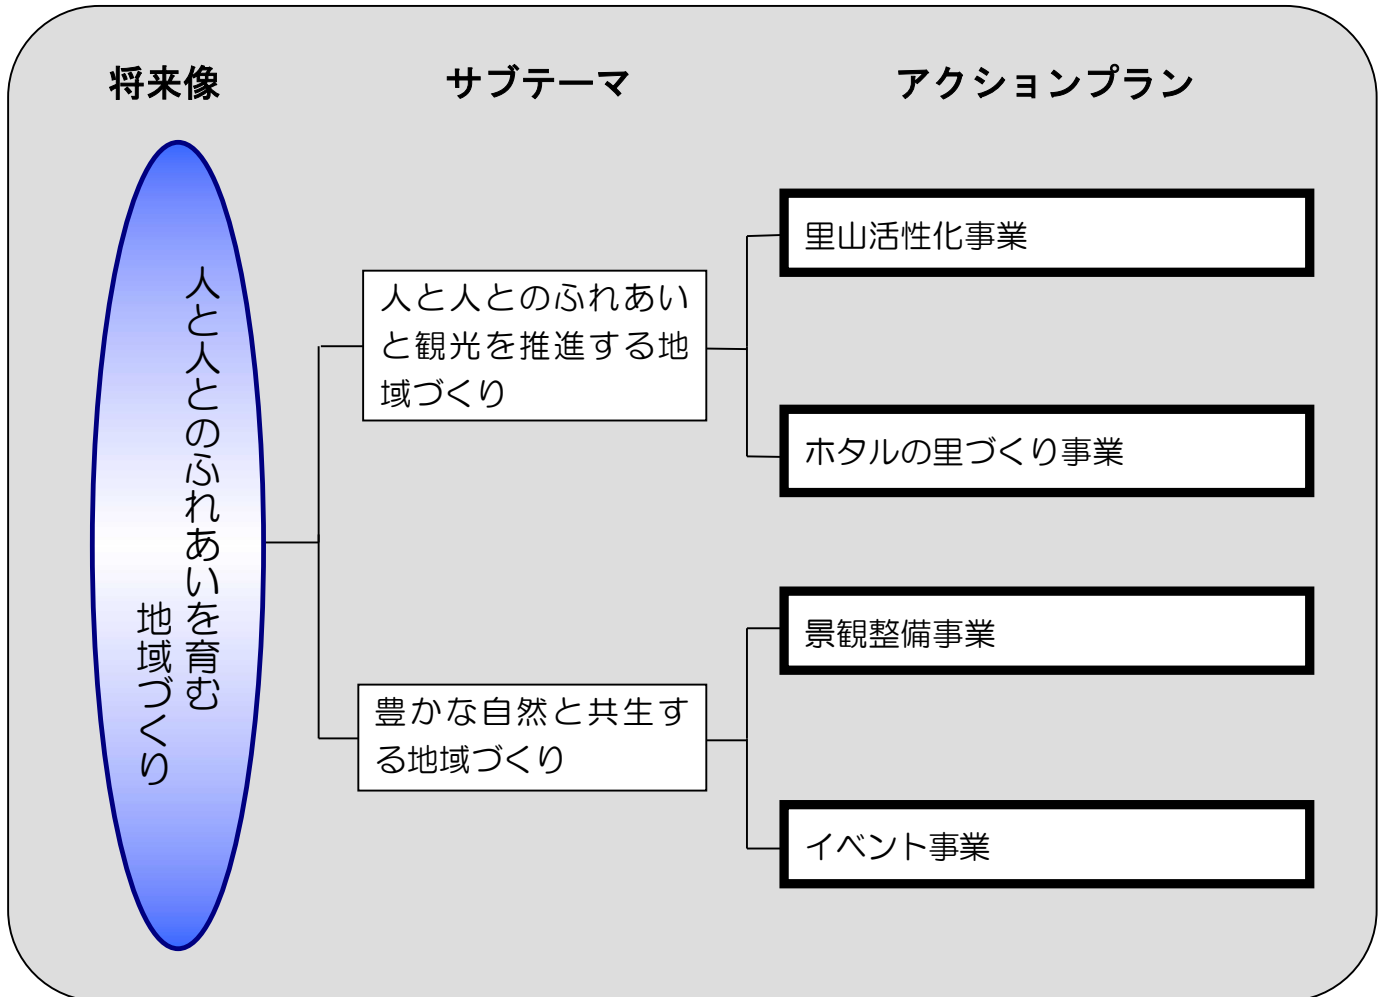 将来像
サブテーマ
アクションプラン
人と人とのふれあいを育む
地域づくり
人と人とのふれあい
と観光を推進する地
域づくり
豊かな自然と共生す
る地域づくり
里山活性化事業
ホタルの里づくり事業
景観整備事業
イベント事業